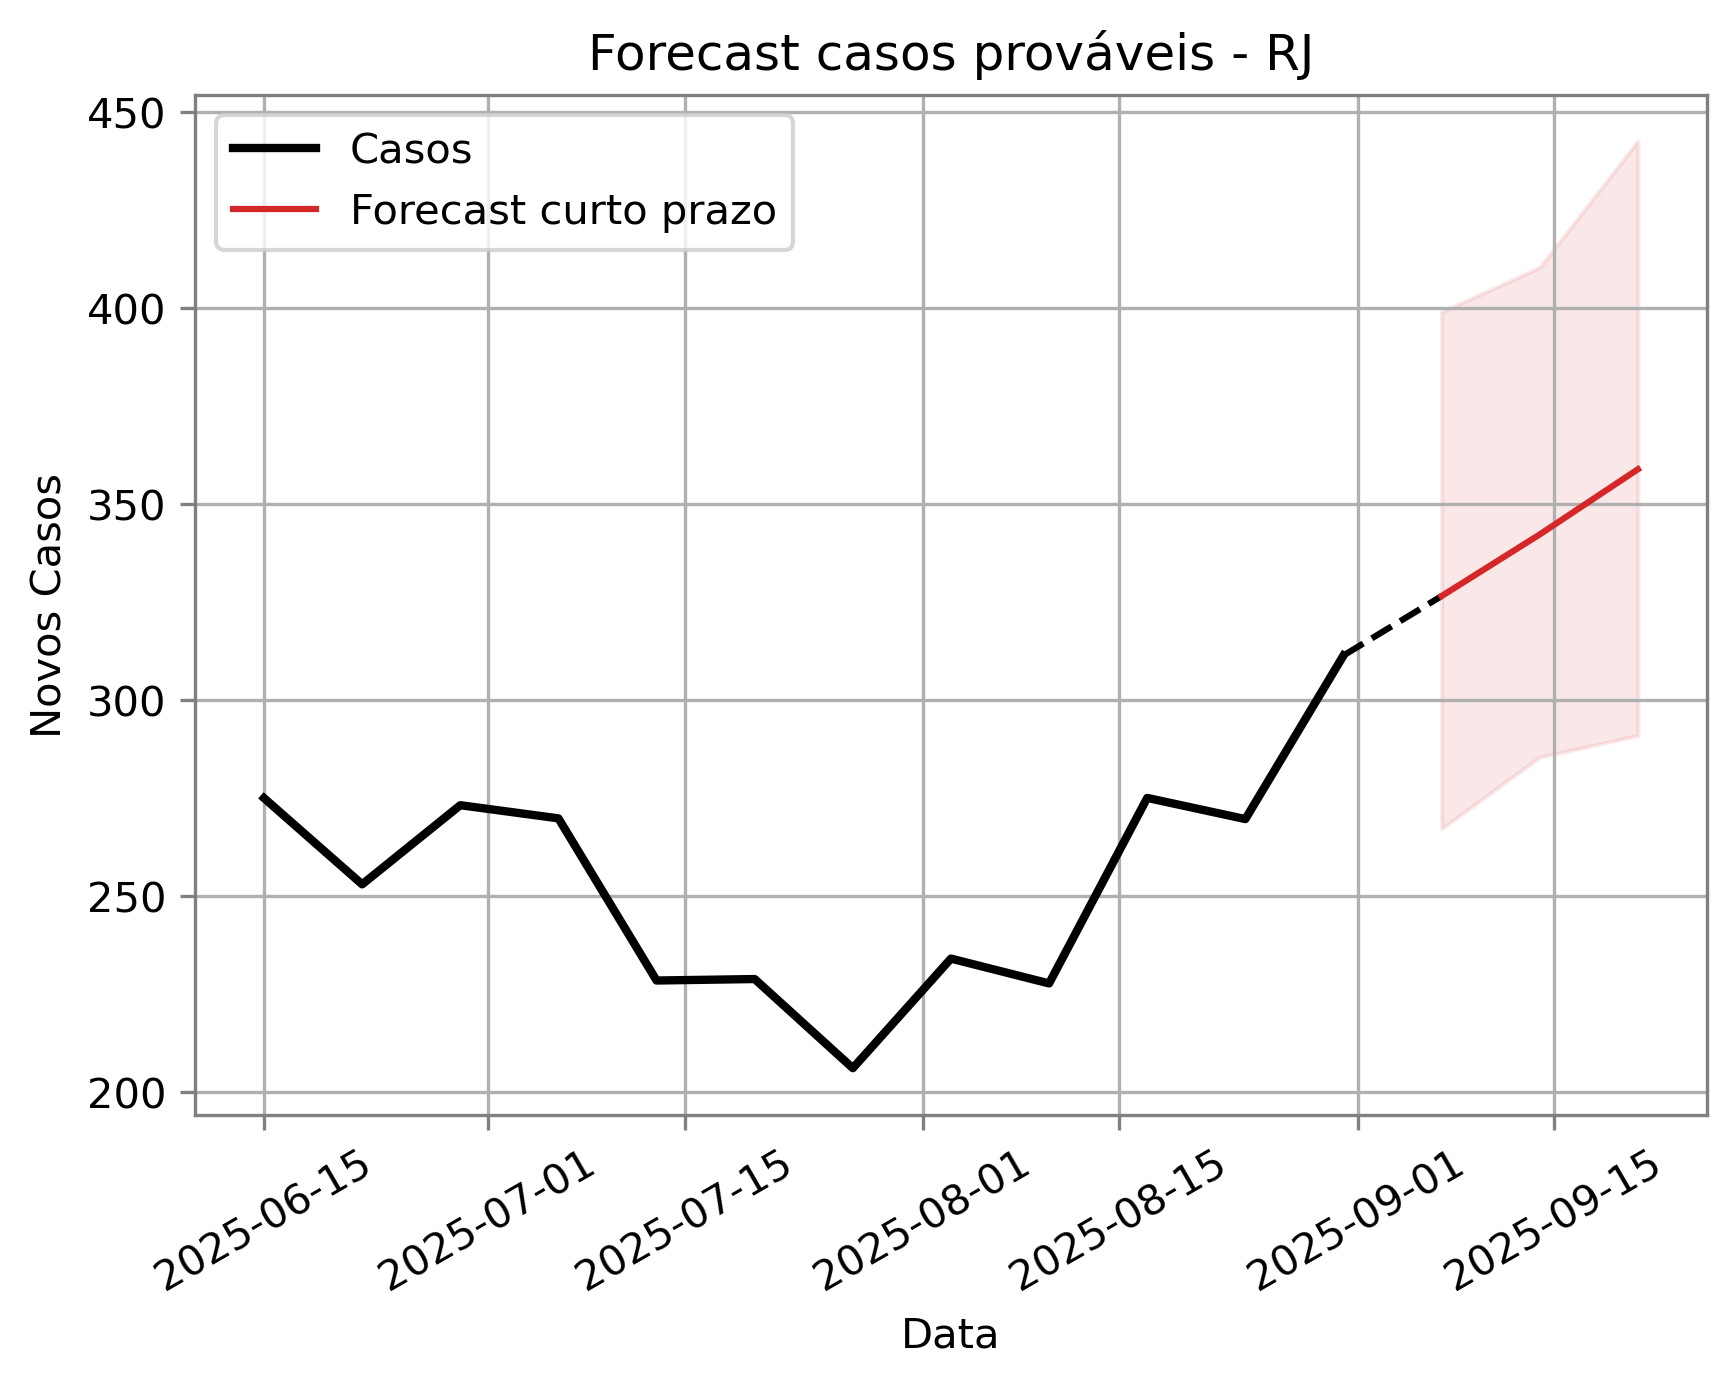 Forecast casos prováveis - RJ
Casos
Forecast curto prazo
Novos Casos
450
400
350
300
250
200
2025-06-15
2025-07-01
2025-07-15
2025-08-01
2025-08-15
2025-09-01
2025-09-15
Data